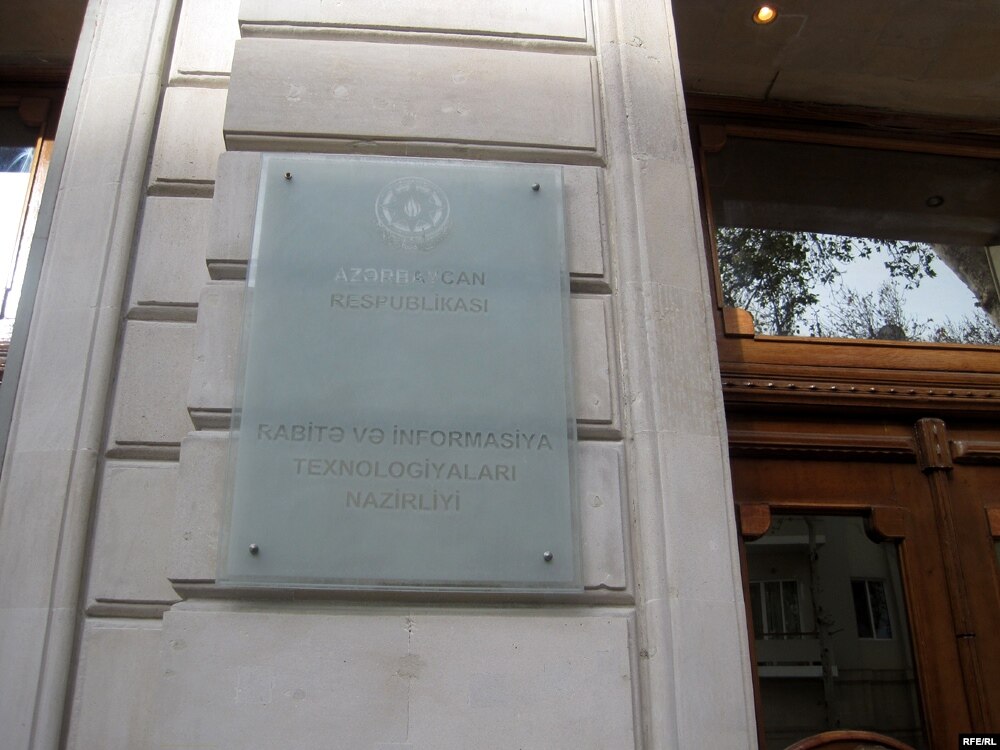 AZƏRBAYCAN
RESPUBLİKASI
RABİTƏ VƏ İNFORMASİYA
TEXNOLOGİYALARI
NAZİRLİYİ
RFE/RL